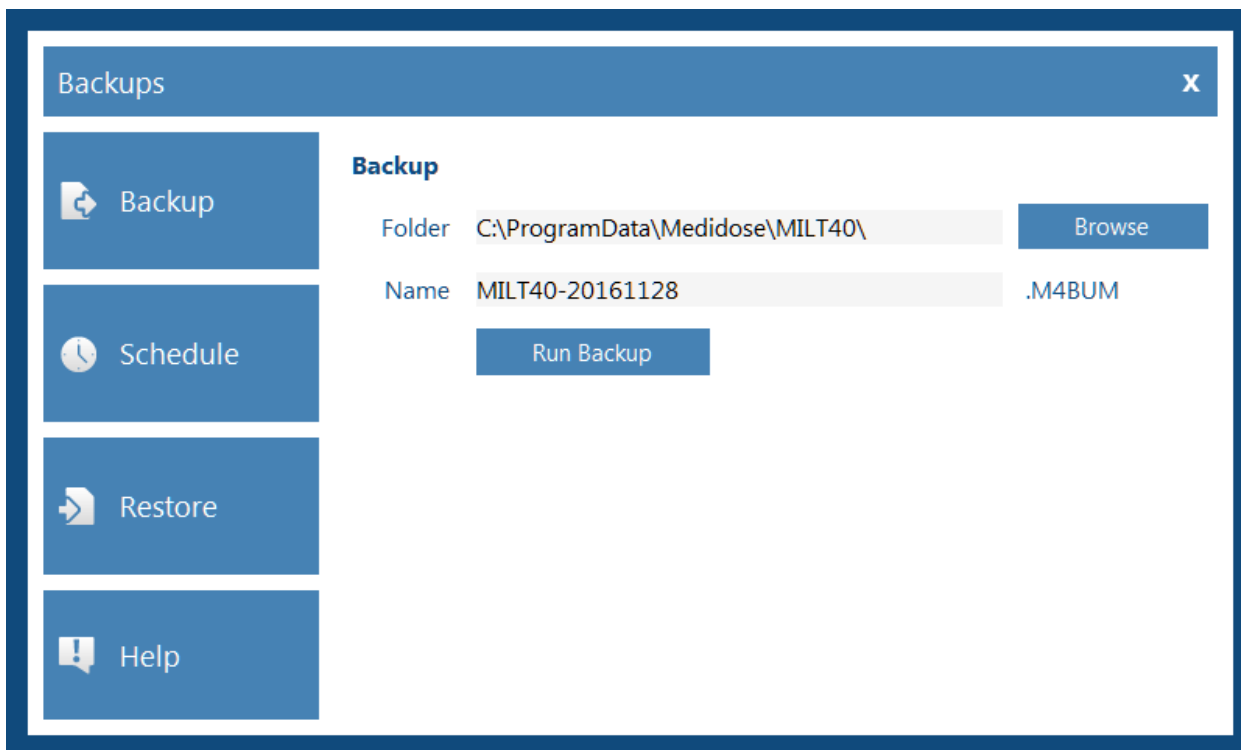 Backups x
Backup
Schedule
Restore
Help
Backup
Folder C:\ProgramData\Medidose\MILT40\ Browse
Name MILT40-20161128 .M4BUM
Run Backup